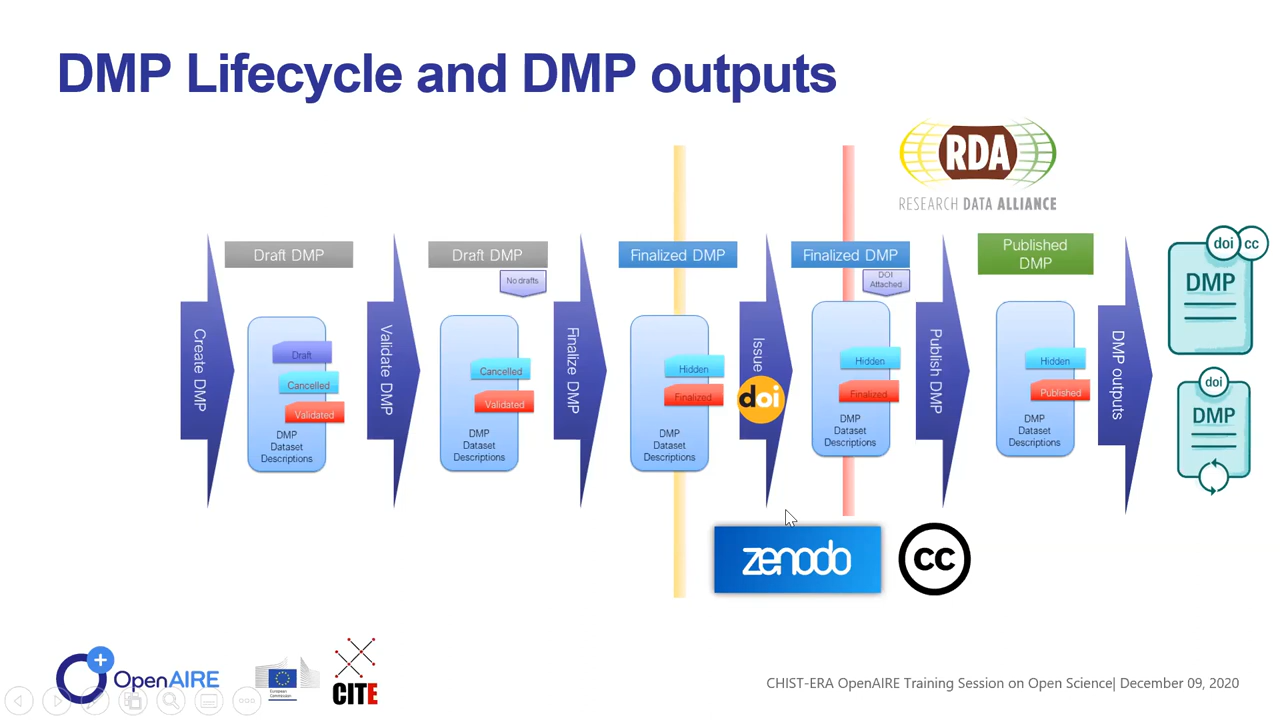 DMP Lifecycle and DMP outputs
RDA
RESEARCH DATA ALLIANCE
Create DMP
Draft DMP
Draft
Cancelled
Validated
DMP
Dataset
Descriptions
Validate DMP
Draft DMP
No drafts
Cancelled
Validated
DMP
Dataset
Descriptions
Finalize DMP
Finalized DMP
Hidden
Finalized
DMP
Dataset
Descriptions
Issue
doi
Finalized DMP
DOI
Attached
Hidden
Finalized
DMP
Dataset
Descriptions
Publish DMP
Published
DMP
Hidden
Published
DMP
Dataset
Descriptions
DMP outputs
doi
cc
DMP
doi
DMP
zenodo
cc
OpenAIRE
European
Commission
CITE
CHIST-ERA OpenAIRE Training Session on Open Science| December 09, 2020